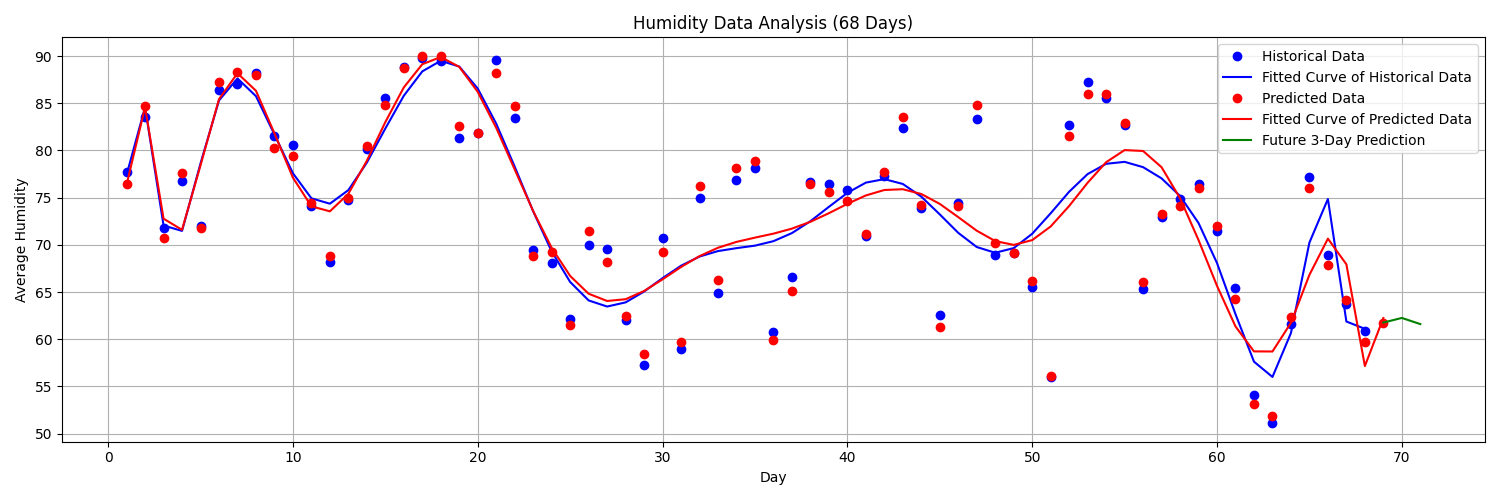 Humidity Data Analysis (68 Days)
Historical Data
Fitted Curve of Historical Data
Predicted Data
Fitted Curve of Predicted Data
Future 3-Day Prediction
Average Humidity
90
85
80
75
70
65
60
55
50
0 10 20 30 40 50 60 70
Day